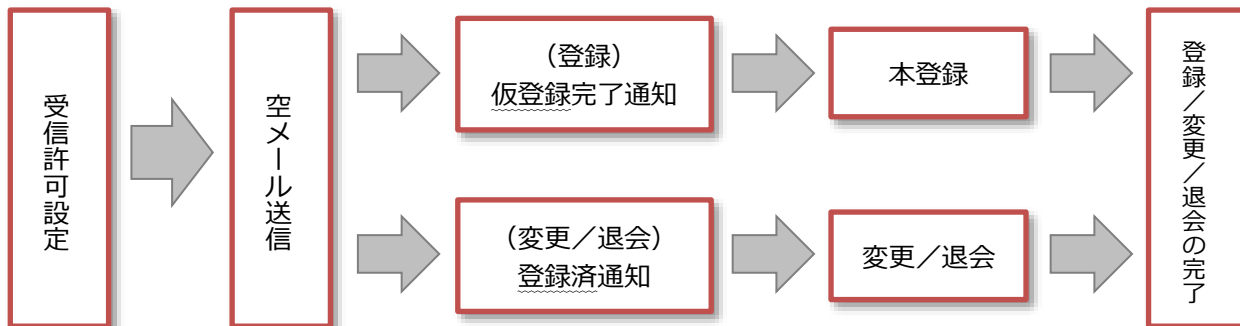 受信許可設定
空メール送信
（登録）
仮登録完了通知
本登録
（変更／退会）
登録済通知
変更／退会
登録／変更／退会の完了